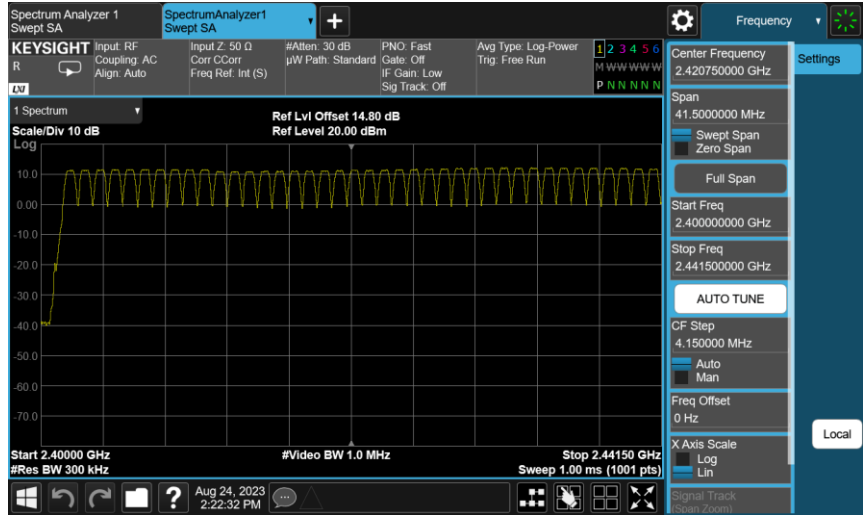 Spectrum Analyzer 1
Swept SA
SpectrumAnalyzer1
Swept SA
Frequency
KEYSIGHT
R
LXI
Input: RF
Coupling: AC
Align: Auto
Input Z: 50 Ω
Corr CCorr
Freq Ref: Int (S)
#Atten: 30 dB
µW Path: Standard
PNO: Fast
Gate: Off
IF Gain: Low
Sig Track: Off
Avg Type: Log-Power
Trig: Free Run
1 2 3 4 5 6
M W W W W W
P N N N N N
1 Spectrum
Scale/Div 10 dB
Log
Ref Lvl Offset 14.80 dB
Ref Level 20.00 dBm
10.0
0.00
-10.0
-20.0
-30.0
-40.0
-50.0
-60.0
-70.0
Start 2.40000 GHz
#Res BW 300 kHz
#Video BW 1.0 MHz
Stop 2.44150 GHz
Sweep 1.00 ms (1001 pts)
Center Frequency
2.420750000 GHz
Span
41.5000000 MHz
Swept Span
Zero Span
Full Span
Start Freq
2.400000000 GHz
Stop Freq
2.441500000 GHz
AUTO TUNE
CF Step
4.150000 MHz
Auto
Man
Freq Offset
0 Hz
X Axis Scale
Log
Lin
Signal Track
(Span Zoom)
Settings
Local
?
Aug 24, 2023
2:22:32 PM